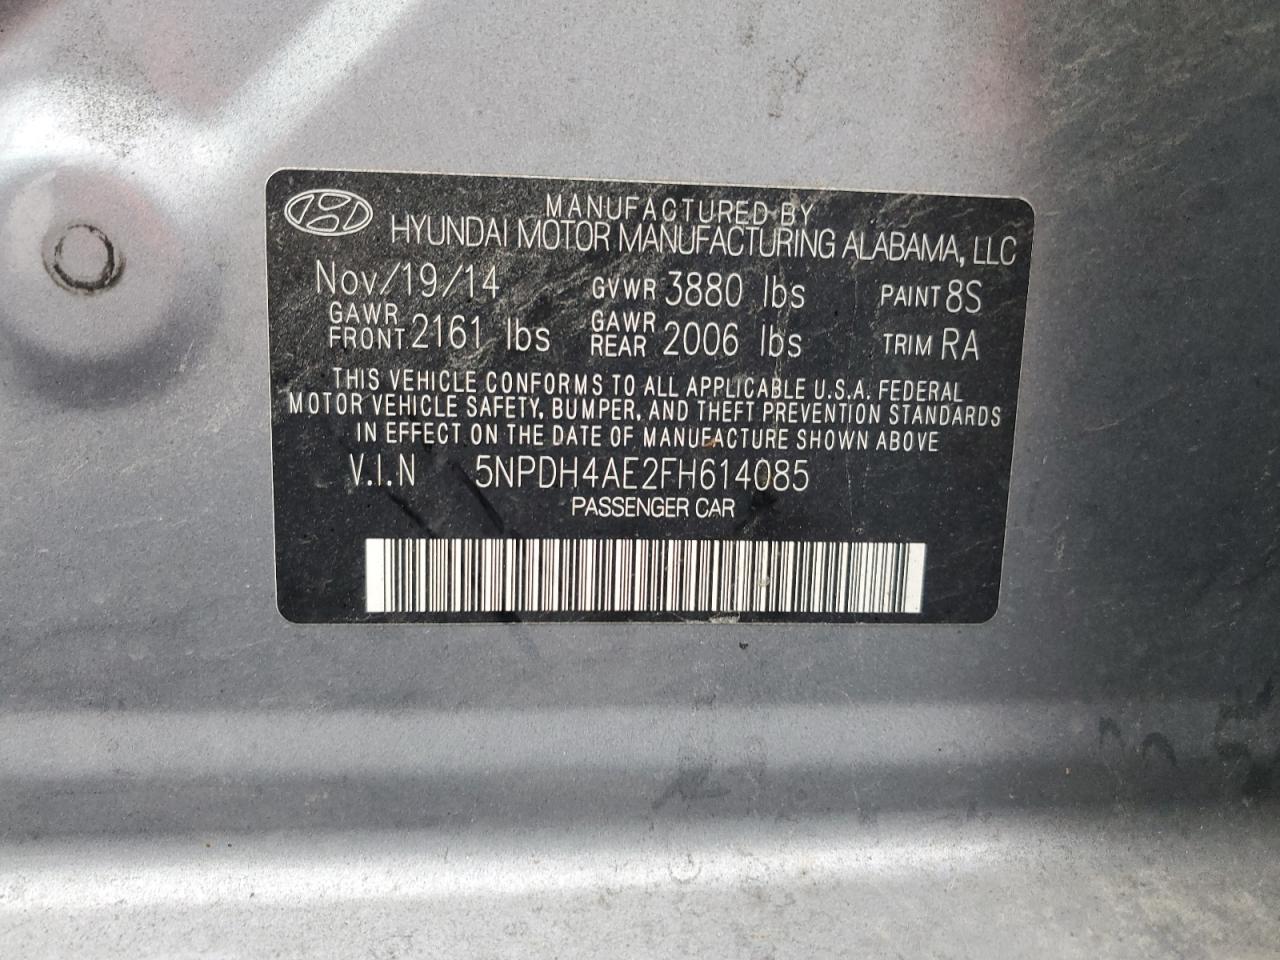 MANUFACTURED BY
HYUNDAI MOTOR MANUFACTURING ALABAMA, LLC
Nov/19/14 GVWR 3880 lbs PAINT 8S
GAWR FRONT 2161 lbs GAWR REAR 2006 lbs TRIM RA
THIS VEHICLE CONFORMS TO ALL APPLICABLE U.S.A. FEDERAL
MOTOR VEHICLE SAFETY, BUMPER, AND THEFT PREVENTION STANDARDS
IN EFFECT ON THE DATE OF MANUFACTURE SHOWN ABOVE
V.I.N 5NPDH4AE2FH614085
PASSENGER CAR